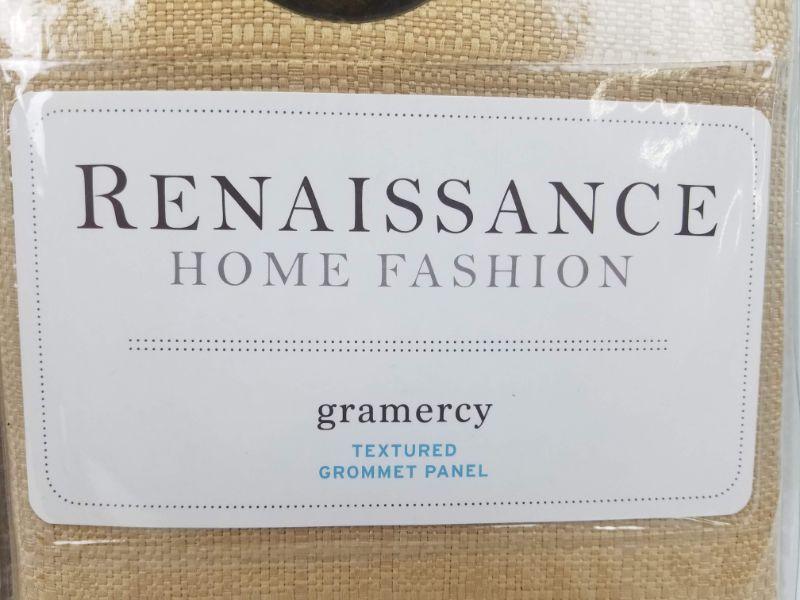 RENAISSANCE
HOME FASHION
gramercy
TEXTURED
GROMMET PANEL